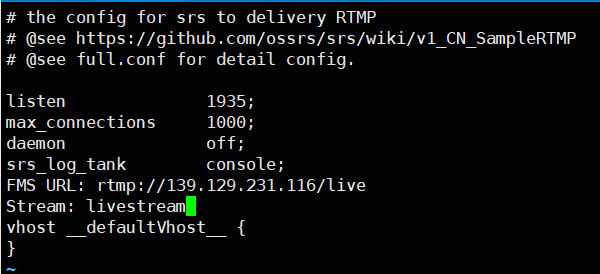 # the config for srs to delivery RTMP
# @see https://github.com/ossrs/srs/wiki/v1_CN_SampleRTMP
# @see full.conf for detail config.
listen              1935;
max_connections     1000;
daemon              off;
srs_log_tank        console;
FMS URL: rtmp://139.129.231.116/live
Stream: livestream
vhost __defaultVhost__ {
}
~